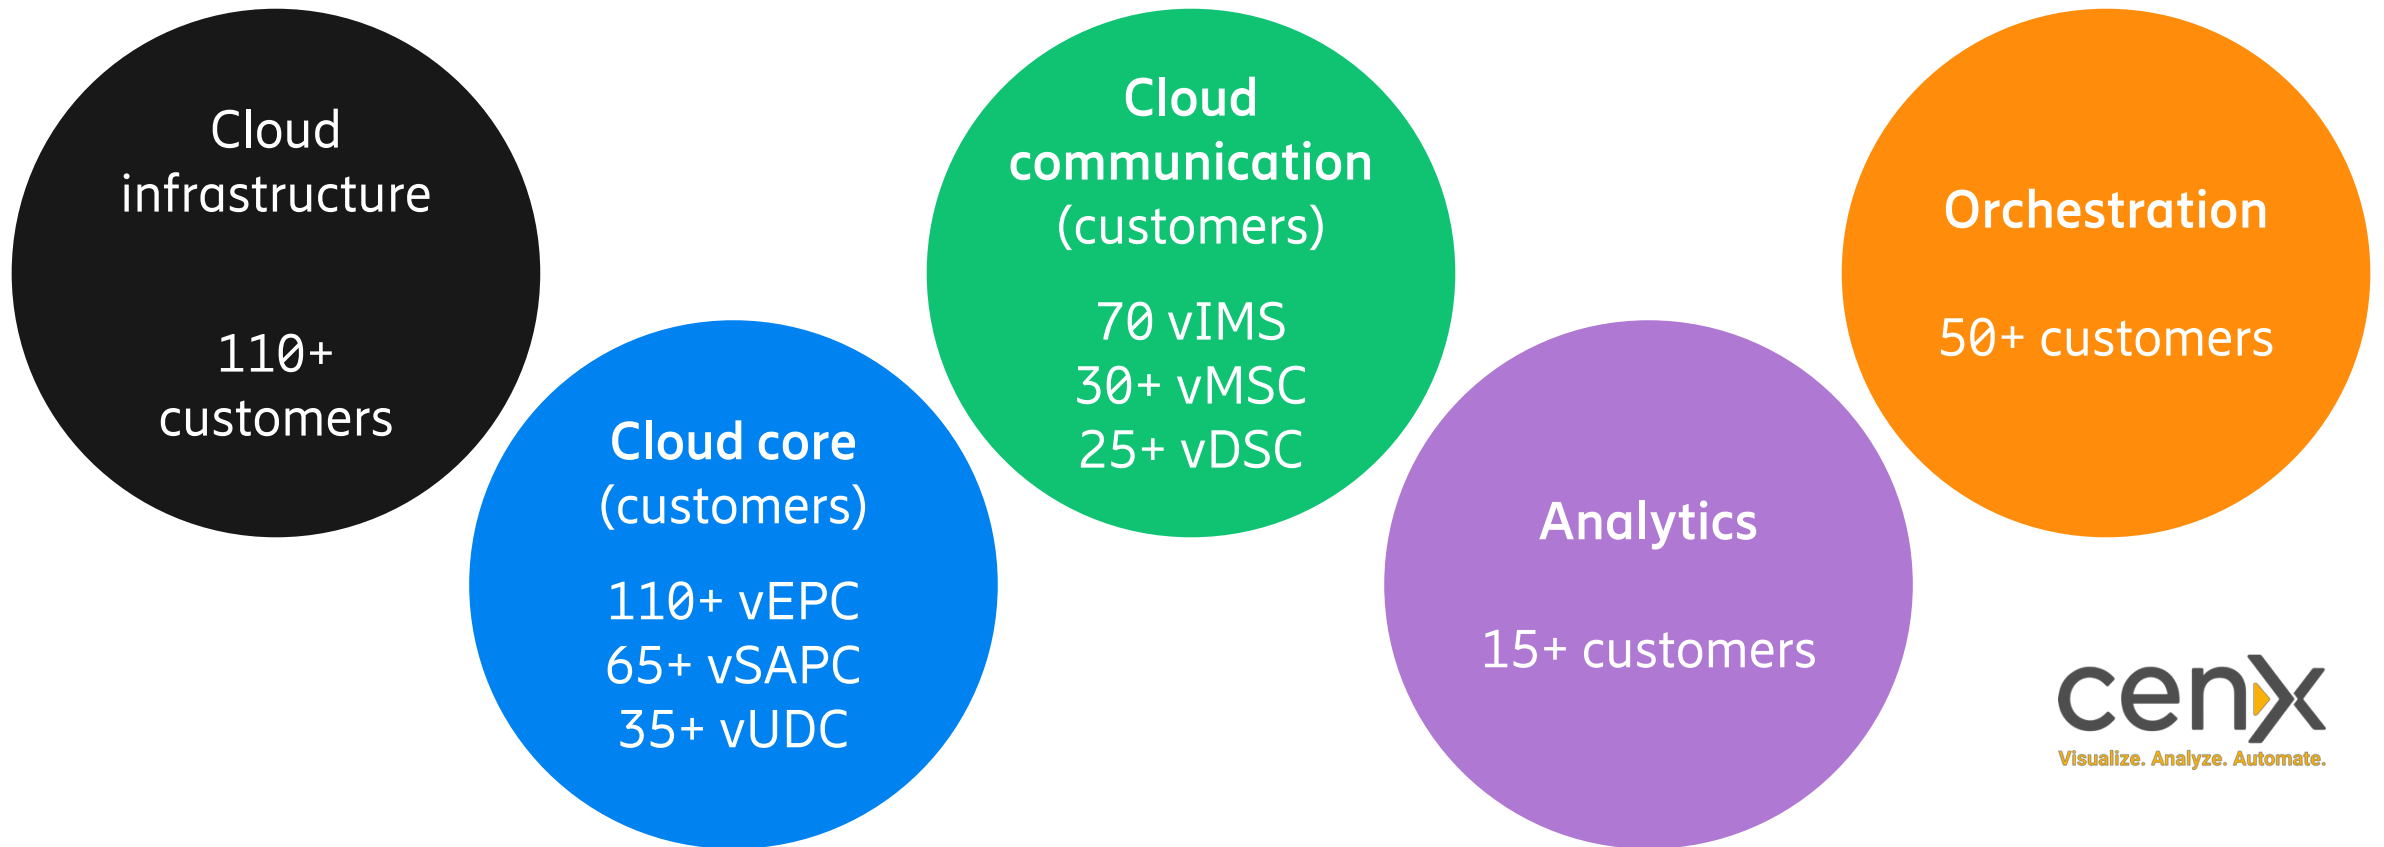 Cloud
infrastructure
110+
customers
Cloud core
(customers)
110+ vEPC
65+ vSAPC
35+ vUDC
Cloud
communication
(customers)
70 vIMS
30+ vMSC
25+ vDSC
Analytics
15+ customers
Orchestration
50+ customers
cenx
Visualize. Analyze. Automate.